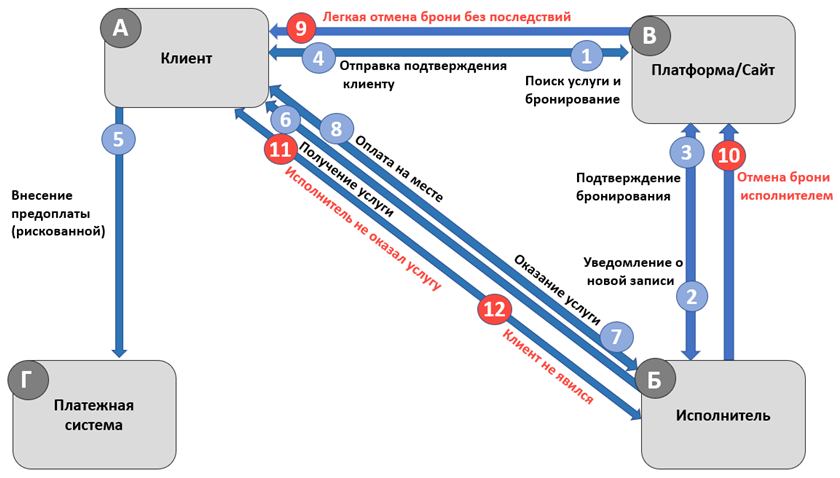 А
Клиент
9
Легкая отмена брони без последствий
В
Платформа/Сайт
4
Отправка подтверждения
клиенту
1
Поиск услуги и
бронирование
5
Внесение
предоплаты
(рискованной)
6
Получение услуги
8
Оплата на месте
11
Исполнитель не оказал услугу
3
Подтверждение
бронирования
10
Отмена брони
исполнителем
Уведомление о
новой записи
2
Оказание услуги
7
12
Клиент не явился
Г
Платежная
система
Б
Исполнитель